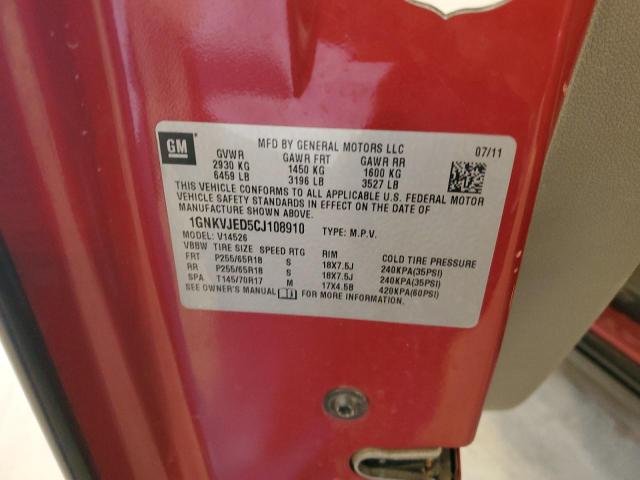 GM
MFD BY GENERAL MOTORS LLC 07/11
GVWR GAWR FRT GAWR RR
2930 KG 1450 KG 1600 KG
6459 LB 3196 LB 3527 LB
THIS VEHICLE CONFORMS TO ALL APPLICABLE U.S. FEDERAL MOTOR
VEHICLE SAFETY STANDARDS IN EFFECT ON THE DATE OF
MANUFACTURE SHOWN ABOVE.
1GNKVJED5CJ108910 TYPE: M.P.V.
MODEL: V14526
VBBW TIRE SIZE SPEED RTG RIM COLD TIRE PRESSURE
FRT P255/65R18 S 18X7.5J 240KPA(35PSI)
RR P255/65R18 S 18X7.5J 240KPA(35PSI)
SPA T145/70R17 M 17X4.5B 420KPA(60PSI)
SEE OWNER'S MANUAL FOR MORE INFORMATION.